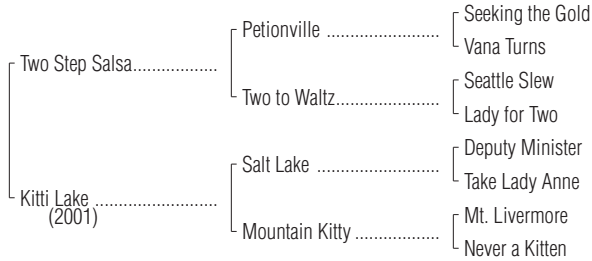 Seeking the Gold
Petionville ......................
Vana Turns
Two Step Salsa.................
Seattle Slew
Two to Waltz.....................
Lady for Two
Deputy Minister
Salt Lake ........................
Take Lady Anne
Kitti Lake ........................
(2001)
Mt. Livermore
Mountain Kitty .................
Never a Kitten